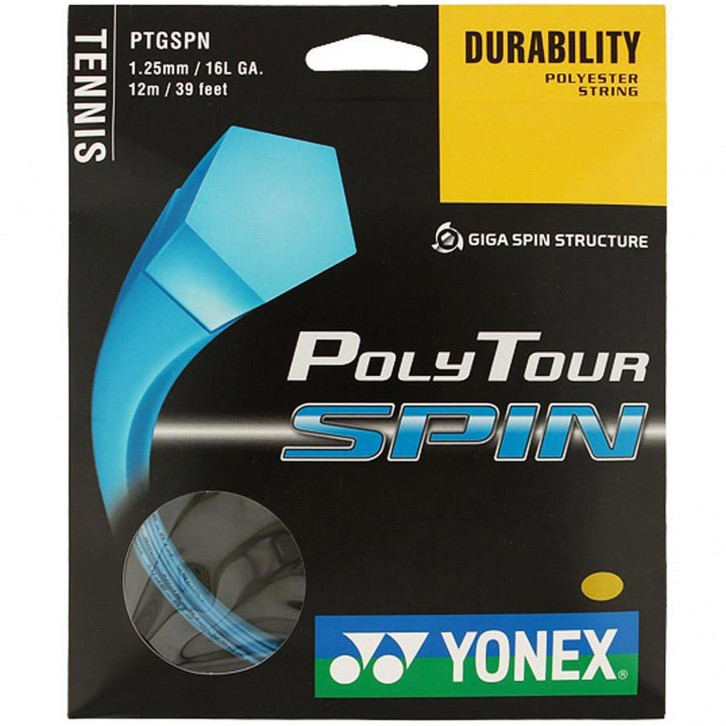 TENNIS
PTGSPN
1.25mm / 16L GA.
12m / 39 feet
DURABILITY
POLYESTER
STRING
GIGA SPIN STRUCTURE
POLYTOUR
SPIN
YONEX®